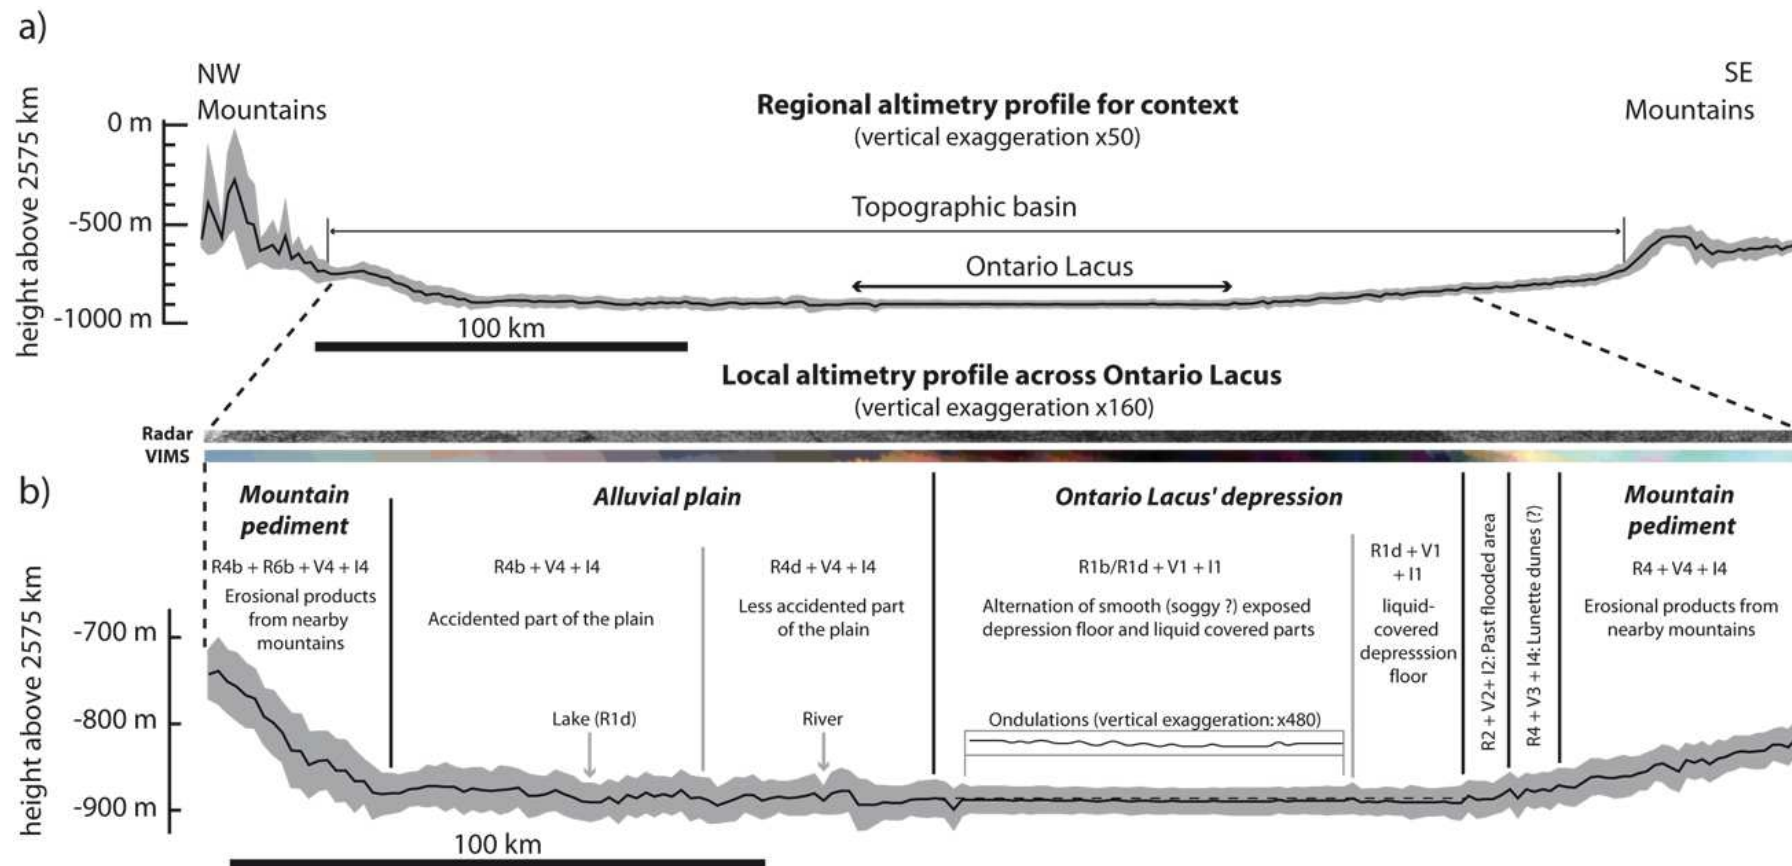 a)
NW
Mountains
SE
Mountains
Regional altimetry profile for context
(vertical exaggeration x50)
height above 2575 km
0 m
-500 m
-1000 m
Topographic basin
Ontario Lacus
100 km
Local altimetry profile across Ontario Lacus
(vertical exaggeration x160)
Radar
VIMS
b)
height above 2575 km
-700 m
-800 m
-900 m
Mountain
pediment
R4b + R6b + V4 + I4
Erosional products
from nearby
mountains
Alluvial plain
R4b + V4 + I4
Accidented part of the plain
Lake (R1d)
R4d + V4 + I4
Less accidented part
of the plain
River
Ontario Lacus' depression
R1b/R1d + V1 + I1
Alternation of smooth (soggy ?) exposed
depression floor and liquid covered parts
Ondulations (vertical exaggeration: x480)
R1d + V1
+ I1
liquid-
covered
depresssion
floor
R2 + V2+ I2: Past flooded area
R4 + V3 + I4: Lunette dunes (?)
Mountain
pediment
R4 + V4 + I4
Erosional products from
nearby mountains
100 km